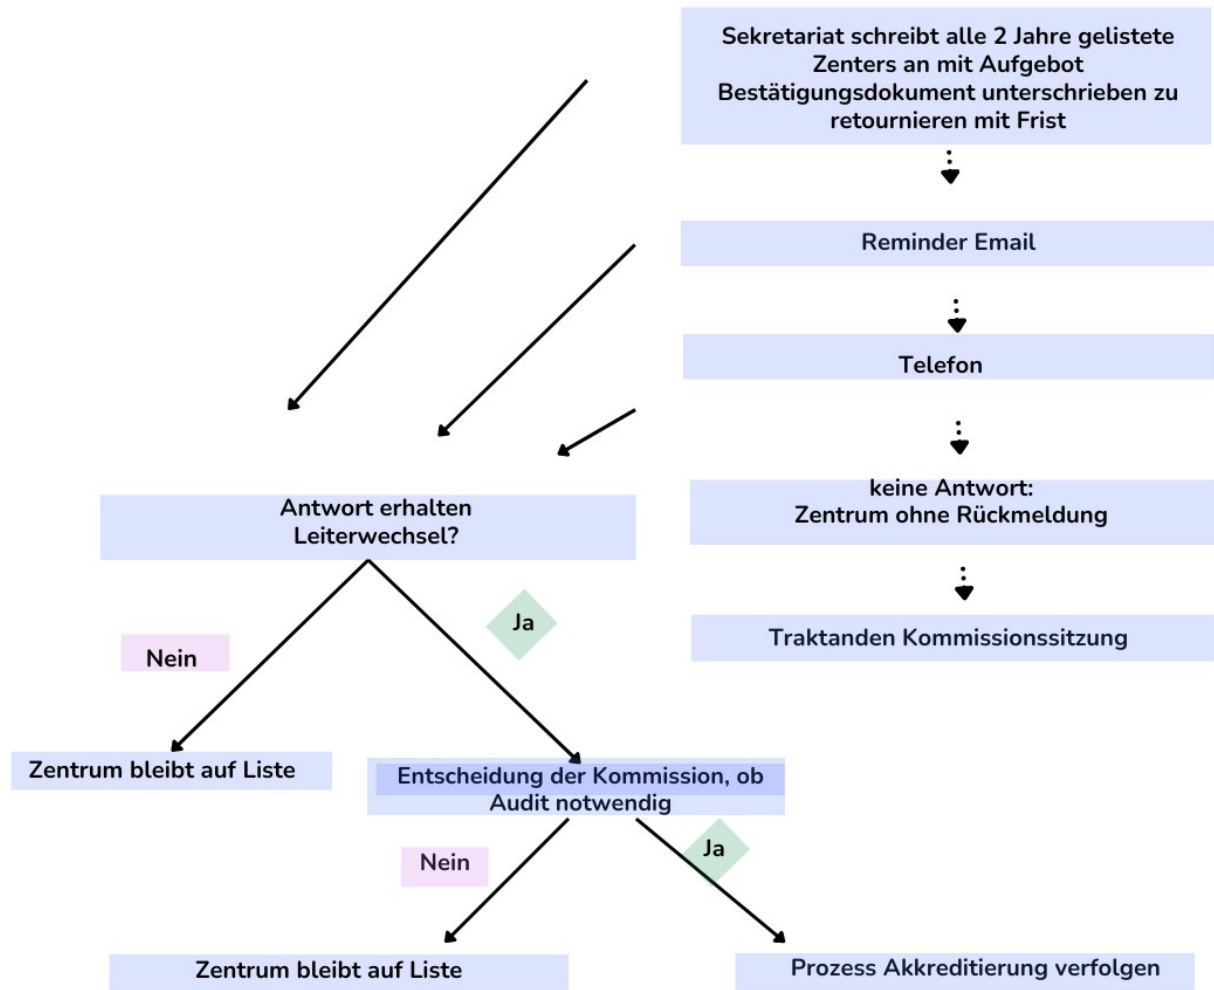 Sekretariat schreibt alle 2 Jahre gelistete
Zenters an mit Aufgebot
Bestätigungsdokument unterschrieben zu
retournieren mit Frist
Reminder Email
Telefon
keine Antwort:
Zentrum ohne Rückmeldung
Traktanden Kommissionssitzung
Antwort erhalten
Leiterwechsel?
Nein
Ja
Zentrum bleibt auf Liste
Entscheidung der Kommission, ob
Audit notwendig
Nein
Ja
Zentrum bleibt auf Liste
Prozess Akkreditierung verfolgen